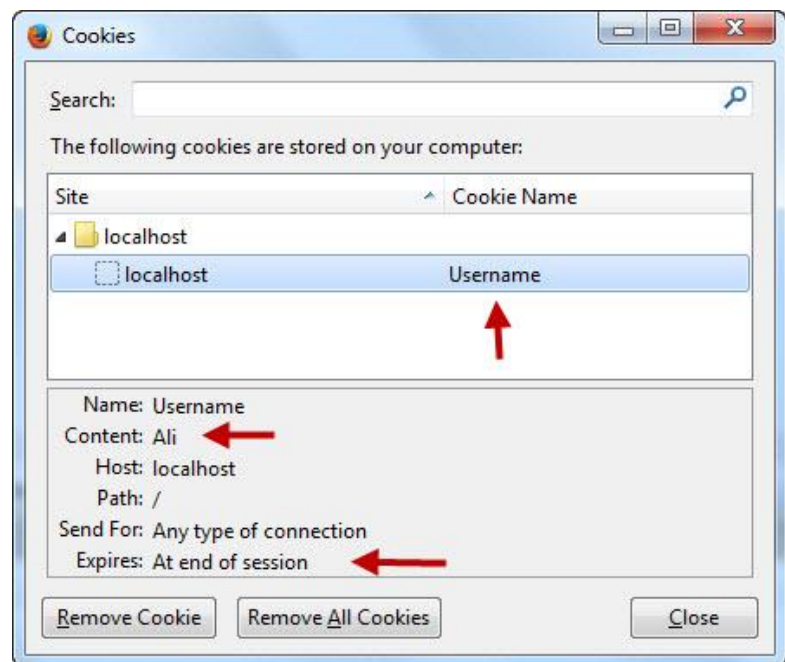 Cookies
Search:
The following cookies are stored on your computer:
Site Cookie Name
localhost
localhost Username
Name: Username
Content: Ali
Host: localhost
Path: /
Send For: Any type of connection
Expires: At end of session
Remove Cookie Remove All Cookies Close